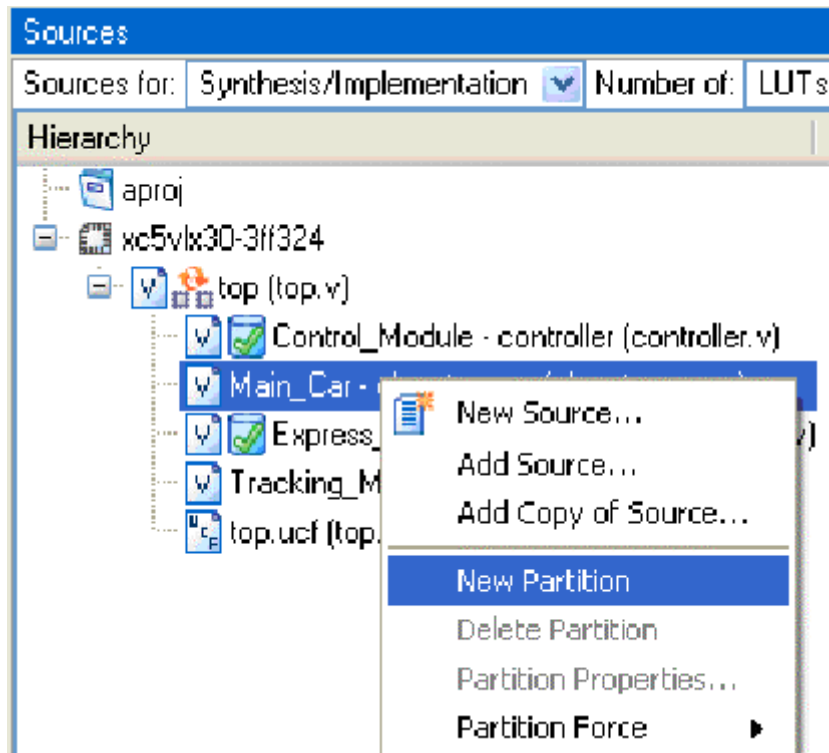 Sources
Sources for: Synthesis/Implementation Number of: LUTs
Hierarchy
aproj
xc5vlx30-3ff324
V top (top.v)
V Control_Module - controller (controller.v)
V Main_Car -
V Express_ v)
V Tracking_M
UCF top.ucf (top.
New Source...
Add Source...
Add Copy of Source...
New Partition
Delete Partition
Partition Properties...
Partition Force